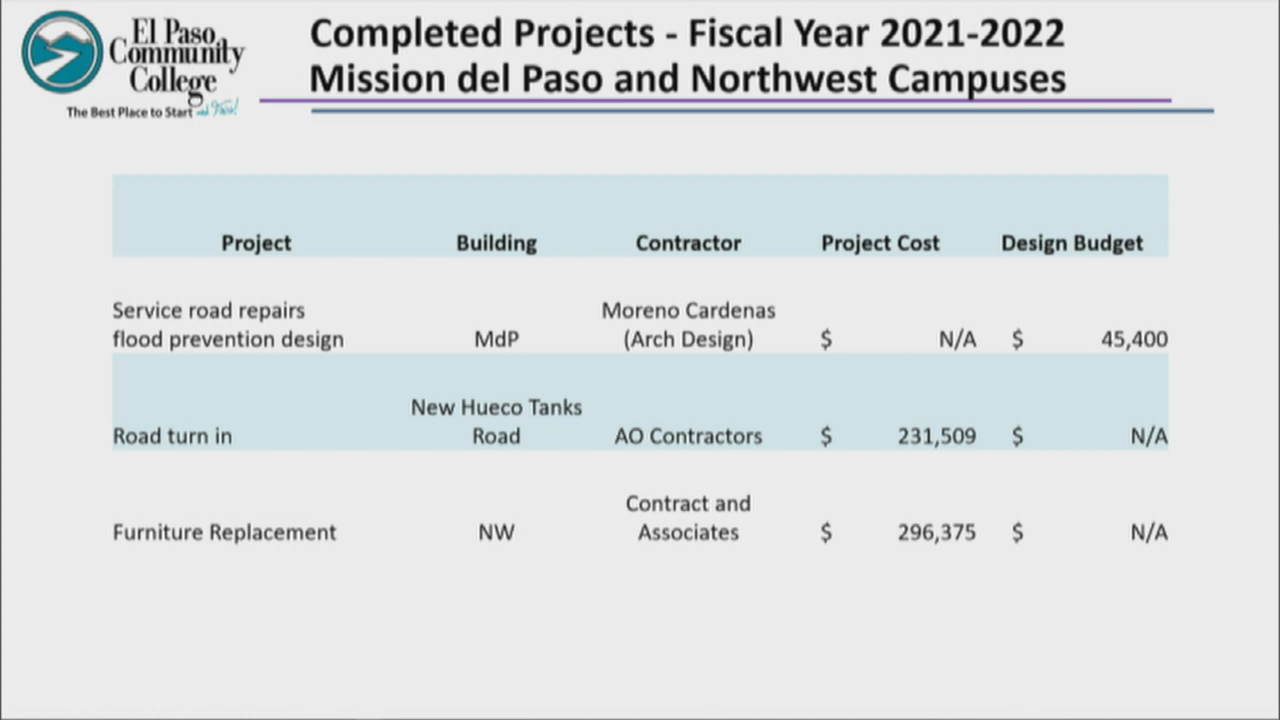 El Paso
Community
College
The Best Place to Start and Finish!
Completed Projects - Fiscal Year 2021-2022
Mission del Paso and Northwest Campuses
Project Building Contractor Project Cost Design Budget
Service road repairs
flood prevention design MdP Moreno Cardenas
(Arch Design) $ N/A $ 45,400
Road turn in New Hueco Tanks
Road AO Contractors $ 231,509 $ N/A
Furniture Replacement NW Contract and
Associates $ 296,375 $ N/A